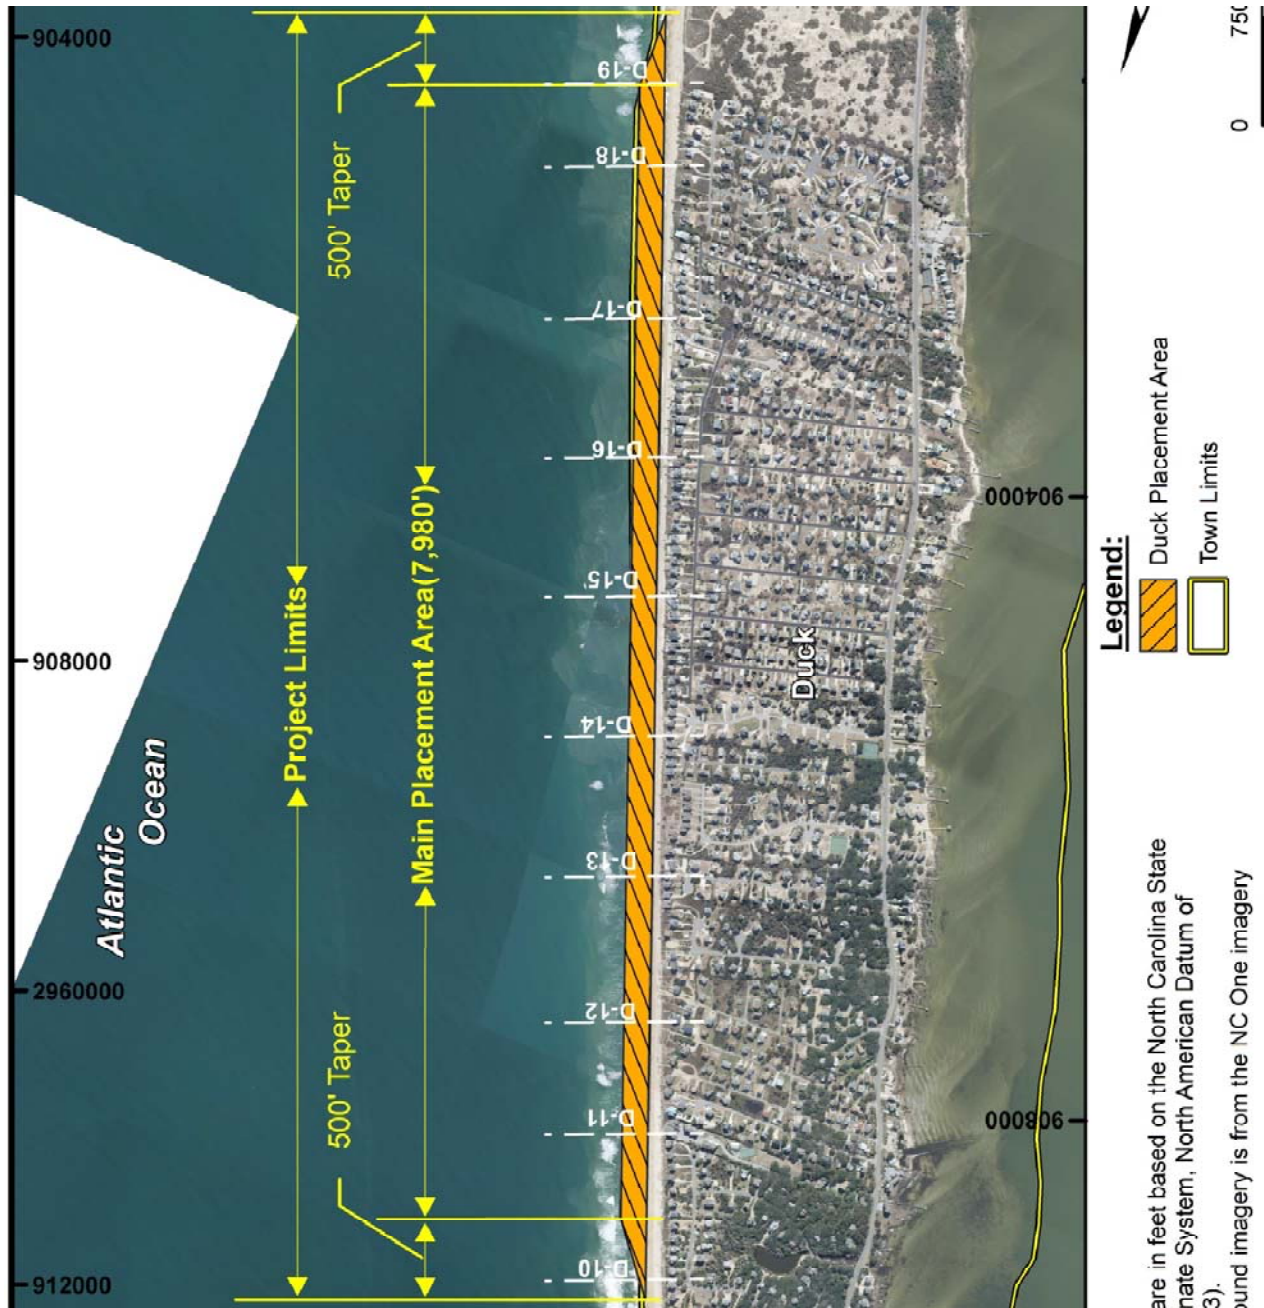 904000
500' Taper
D-19
D-18
D-17
D-16
D-15
D-14
D-13
D-12
D-11
D-10
Project Limits
Main Placement Area(7,980')
908000
Atlantic
Ocean
2960000
500' Taper
912000
Duck
904000
908000
0
750
Legend:
Duck Placement Area
Town Limits
are in feet based on the North Carolina State
nate System, North American Datum of
3).
und imagery is from the NC One imagery